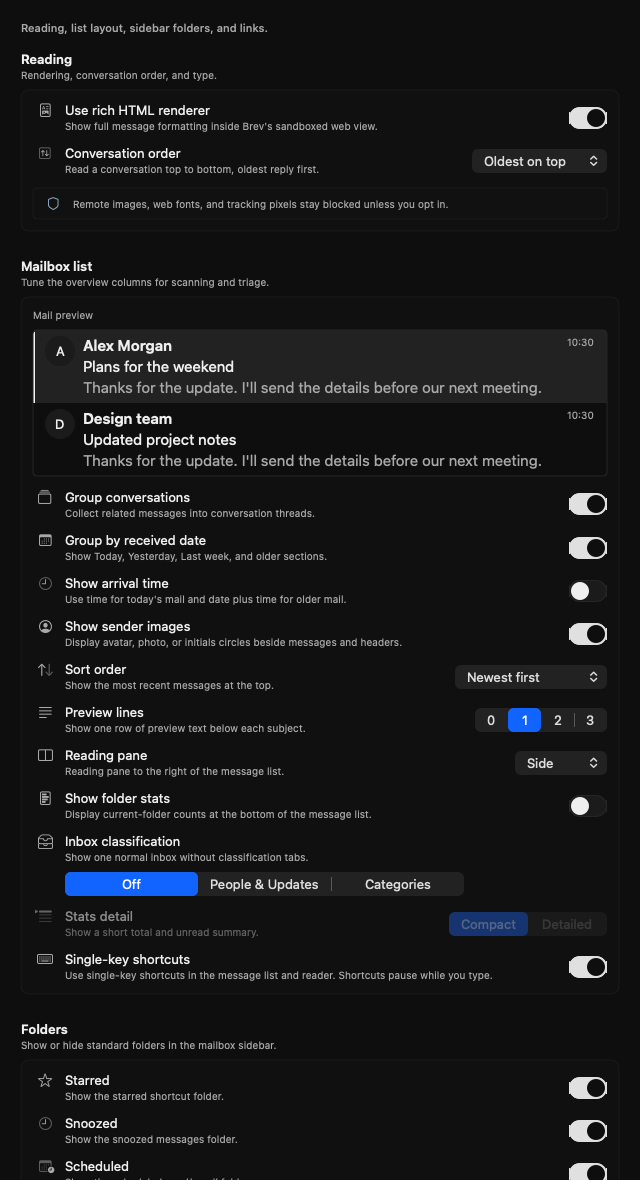 Reading, list layout, sidebar folders, and links.
Reading
Rendering, conversation order, and type.
Use rich HTML renderer
Show full message formatting inside Brev's sandboxed web view.
Conversation order
Read a conversation top to bottom, oldest reply first.
Oldest on top
Remote images, web fonts, and tracking pixels stay blocked unless you opt in.
Mailbox list
Tune the overview columns for scanning and triage.
Mail preview
A
Alex Morgan
10:30
Plans for the weekend
Thanks for the update. I'll send the details before our next meeting.
D
Design team
10:30
Updated project notes
Thanks for the update. I'll send the details before our next meeting.
Group conversations
Collect related messages into conversation threads.
Group by received date
Show Today, Yesterday, Last week, and older sections.
Show arrival time
Use time for today's mail and date plus time for older mail.
Show sender images
Display avatar, photo, or initials circles beside messages and headers.
Sort order
Show the most recent messages at the top.
Newest first
Preview lines
Show one row of preview text below each subject.
0 1 2 3
Reading pane
Reading pane to the right of the message list.
Side
Show folder stats
Display current-folder counts at the bottom of the message list.
Inbox classification
Show one normal inbox without classification tabs.
Off People & Updates Categories
Stats detail
Show a short total and unread summary.
Compact Detailed
Single-key shortcuts
Use single-key shortcuts in the message list and reader. Shortcuts pause while you type.
Folders
Show or hide standard folders in the mailbox sidebar.
Starred
Show the starred shortcut folder.
Snoozed
Show the snoozed messages folder.
Scheduled